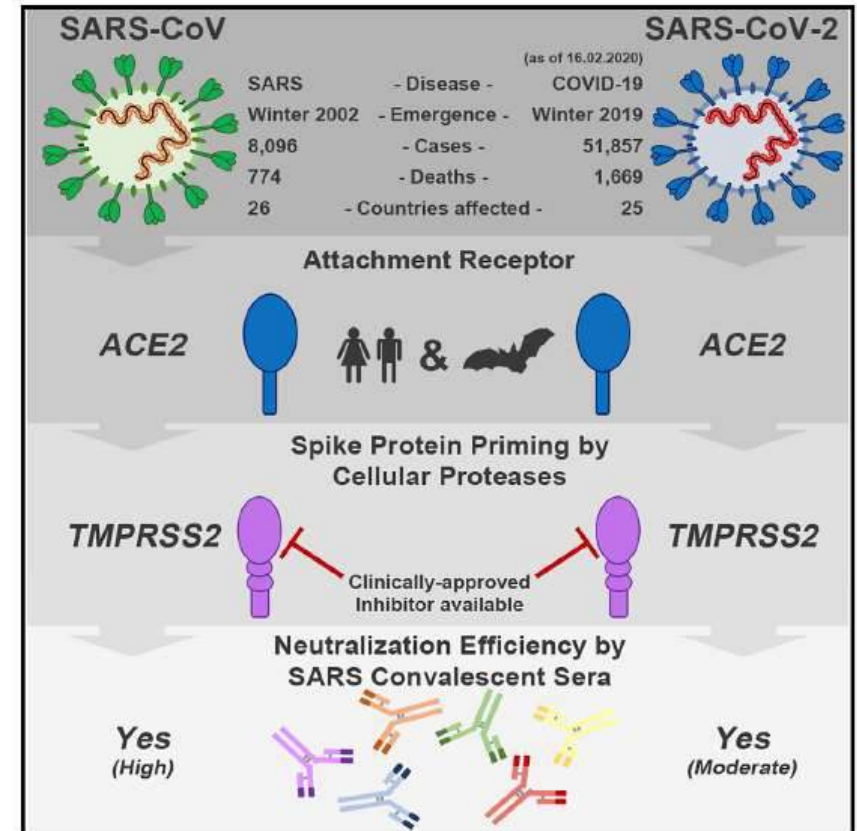 SARS-CoV SARS-CoV-2
(as of 16.02.2020)
SARS - Disease - COVID-19
Winter 2002 - Emergence - Winter 2019
8,096 - Cases - 51,857
774 - Deaths - 1,669
26 - Countries affected - 25
Attachment Receptor
ACE2 & ACE2
Spike Protein Priming by
Cellular Proteases
TMPRSS2 TMPRSS2
Clinically-approved
Inhibitor available
Neutralization Efficiency by
SARS Convalescent Sera
Yes Yes
(High) (Moderate)